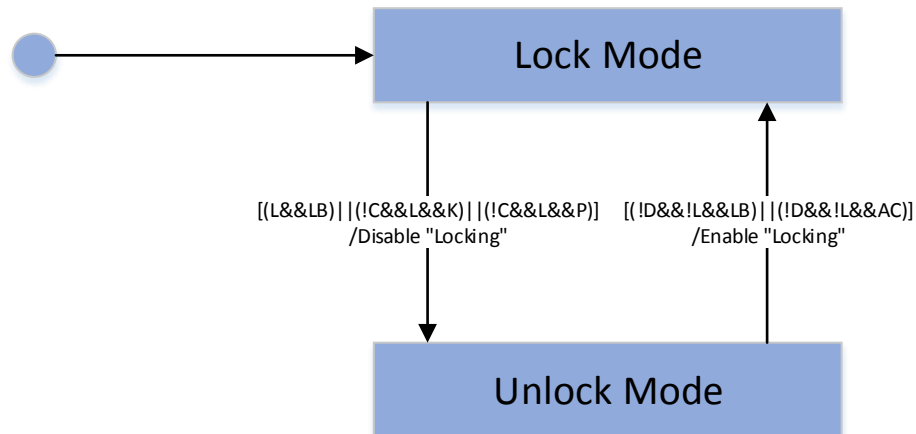 Lock Mode
[(L&&LB)||(!C&&L&&K)||(!C&&L&&P)]
/Disable "Locking"
[(!D&&!L&&LB)||(!D&&!L&&AC)]
/Enable "Locking"
Unlock Mode